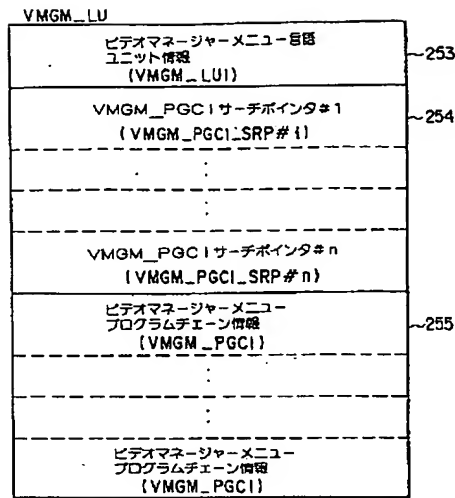 VMGM_LU
ビデオマネージャーメニュー言語
ユニット情報
(VMGM_LUI)
253
VMGM_PGCIサーチポインタ#1
(VMGM_PGCI_SRP#i)
254
VMGM_PGCIサーチポインタ#n
(VMGM_PGCI_SRP#n)
ビデオマネージャーメニュー
プログラムチェーン情報
(VMGM_PGCI)
255
ビデオマネージャーメニュー
プログラムチェーン情報
(VMGM_PGCI)